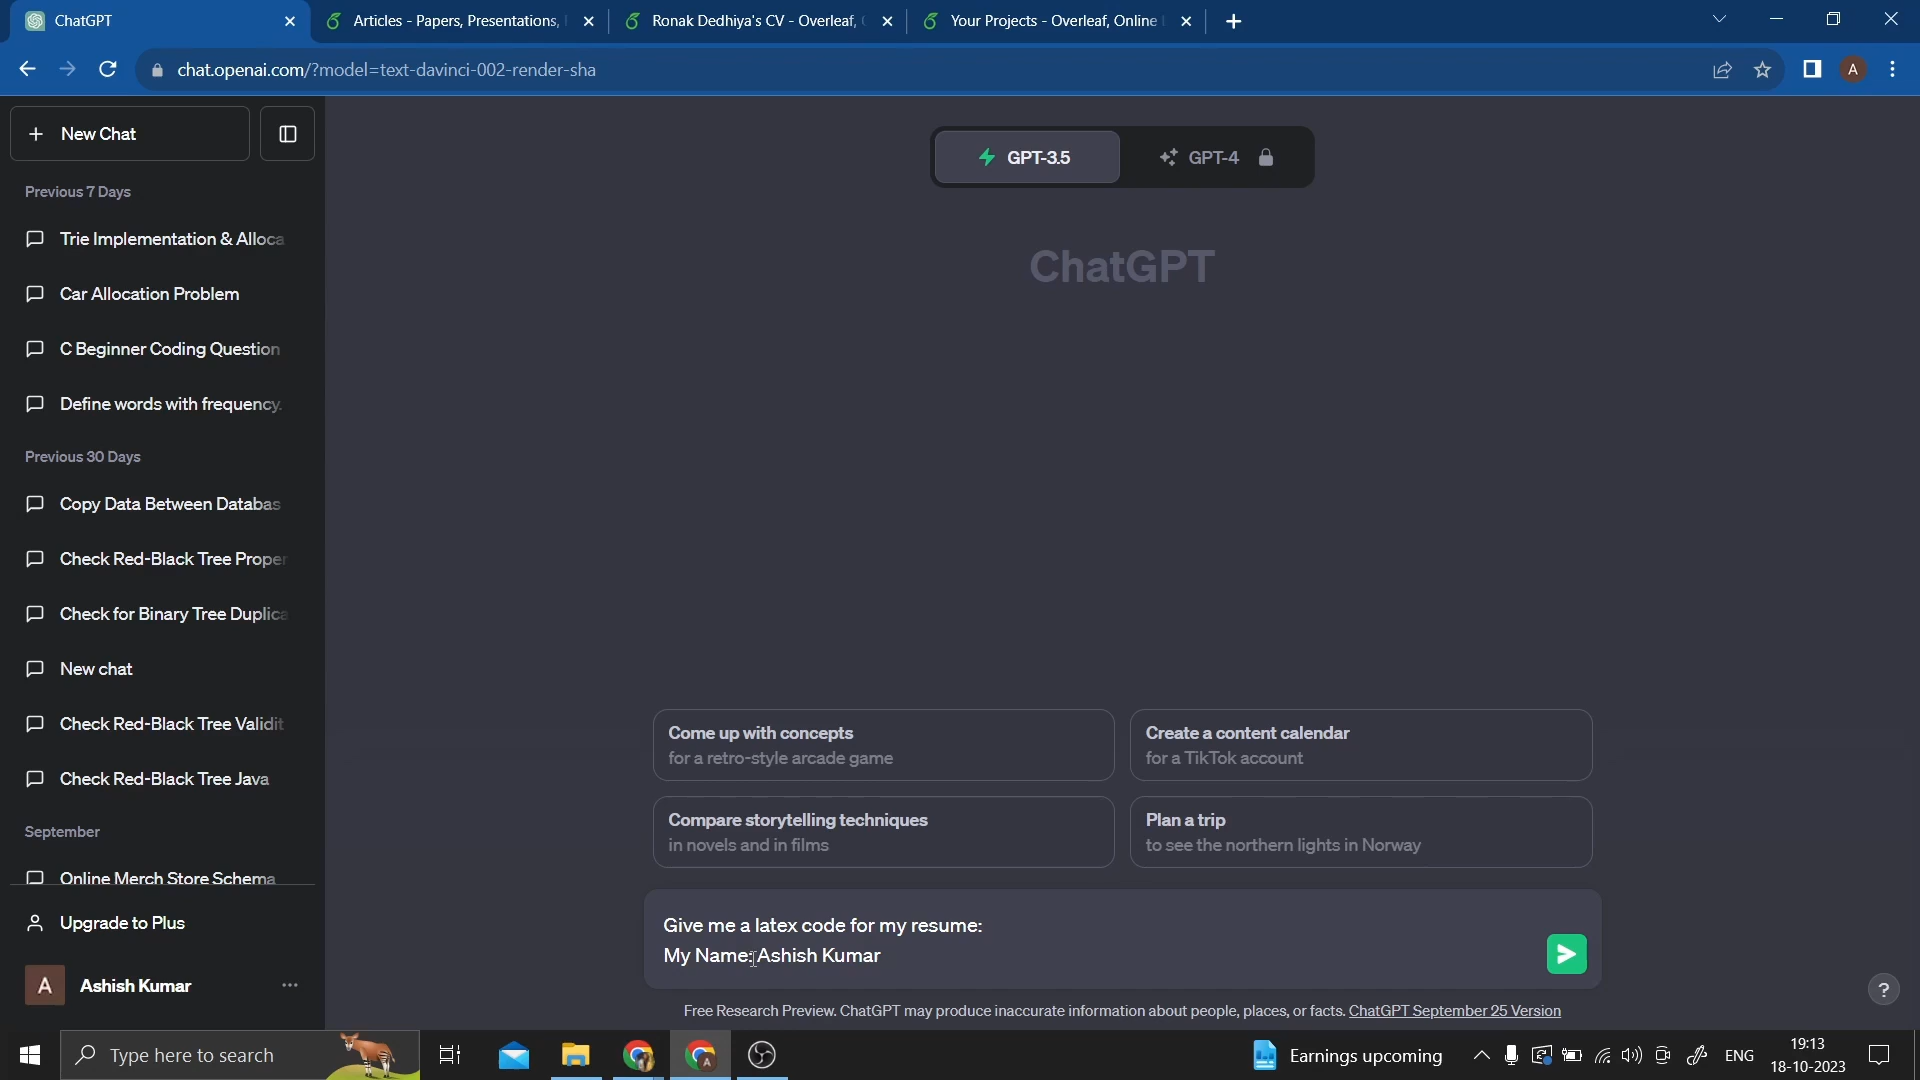 ChatGPT
Articles - Papers, Presentations,
Ronak Dedhiya's CV - Overleaf,
Your Projects - Overleaf, Online
chat.openai.com/?model=text-davinci-002-render-sha
A
New Chat
GPT-3.5
GPT-4
ChatGPT
Previous 7 Days
Trie Implementation & Alloca
Car Allocation Problem
C Beginner Coding Question
Define words with frequency.
Previous 30 Days
Copy Data Between Databas
Check Red-Black Tree Proper
Check for Binary Tree Duplica
New chat
Check Red-Black Tree Validit
Check Red-Black Tree Java
September
Online Merch Store Schema
Upgrade to Plus
A Ashish Kumar
Come up with concepts
for a retro-style arcade game
Create a content calendar
for a TikTok account
Compare storytelling techniques
in novels and in films
Plan a trip
to see the northern lights in Norway
Give me a latex code for my resume:
My Name: Ashish Kumar
Free Research Preview. ChatGPT may produce inaccurate information about people, places, or facts. ChatGPT September 25 Version
?
Type here to search
Earnings upcoming
ENG
19:13
18-10-2023